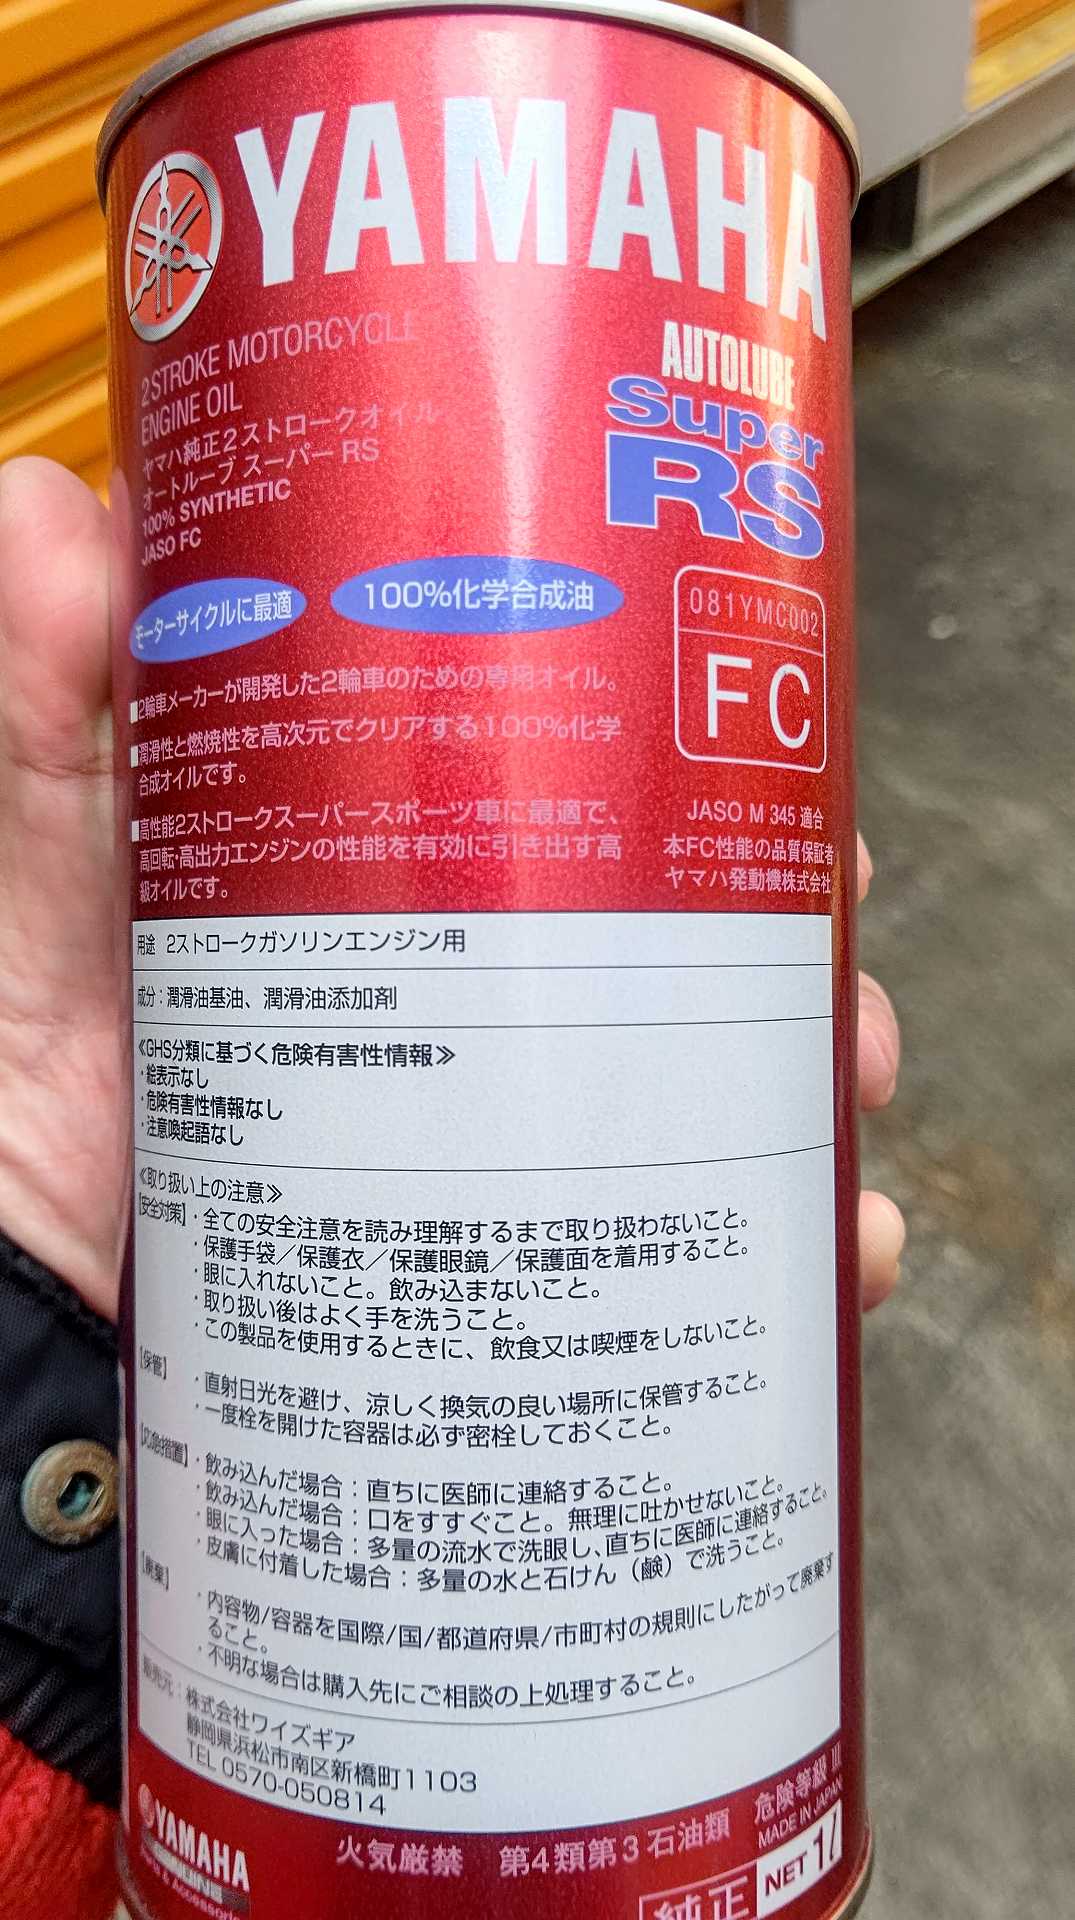 YAMAHA
AUTOLUBE
Super
RS
2 STROKE MOTORCYCLE
ENGINE OIL
ヤマハ純正2ストロークオイル
オートルーブ スーパー RS
100% SYNTHETIC
JASO FC
モーターサイクルに最適
100%化学合成油
081YMC002
FC
JASO M 345 適合
本FC性能の品質保証者
ヤマハ発動機株式会社
■2輪車メーカーが開発した2輪車のための専用オイル。
■潤滑性と燃焼性を高次元でクリアする100%化学
合成オイルです。
■高性能2ストロークスーパースポーツ車に最適で、
高回転・高出力エンジンの性能を有効に引き出す高
級オイルです。
用途 2ストロークガソリンエンジン用
成分：潤滑油基油、潤滑油添加剤
≪GHS分類に基づく危険有害性情報≫
・絵表示なし
・危険有害性情報なし
・注意喚起語なし
≪取り扱い上の注意≫
【安全対策】・全ての安全注意を読み理解するまで取り扱わないこと。
・保護手袋／保護衣／保護眼鏡／保護面を着用すること。
・眼に入れないこと。飲み込まないこと。
・取り扱い後はよく手を洗うこと。
・この製品を使用するときに、飲食又は喫煙をしないこと。
【保管】・直射日光を避け、涼しく換気の良い場所に保管すること。
・一度栓を開けた容器は必ず密栓しておくこと。
【応急措置】・飲み込んだ場合：直ちに医師に連絡すること。
・飲み込んだ場合：口をすすぐこと。無理に吐かせないこと。
・眼に入った場合：多量の流水で洗眼し、直ちに医師に連絡すること。
・皮膚に付着した場合：多量の水と石けん（鹸）で洗うこと。
【廃棄】・内容物/容器を国際/国/都道府県/市町村の規則にしたがって廃棄す
ること。
・不明な場合は購入先にご相談の上処理すること。
販売元：株式会社ワイズギア
静岡県浜松市南区新橋町1103
TEL 0570-050814
火気厳禁 第4類第3石油類 危険等級 III
MADE IN JAPAN
YAMAHA
純正
NET 1ℓ